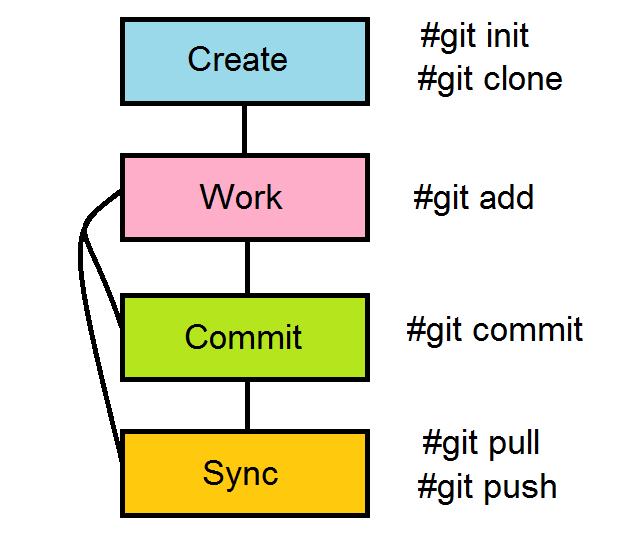 Create
#git init
#git clone
Work
#git add
Commit
#git commit
Sync
#git pull
#git push